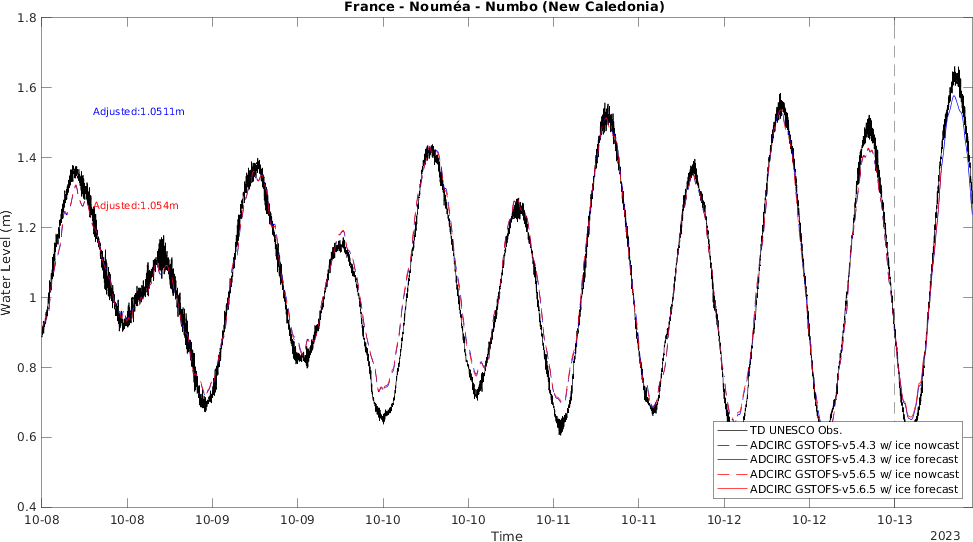 France - Nouméa - Numbo (New Caledonia)
1.8
1.6
1.4
1.2
1
0.8
0.6
0.4
Water Level (m)
Adjusted:1.0511m
Adjusted:1.054m
TD UNESCO Obs.
ADCIRC GSTOFS-v5.4.3 w/ ice nowcast
ADCIRC GSTOFS-v5.4.3 w/ ice forecast
ADCIRC GSTOFS-v5.6.5 w/ ice nowcast
ADCIRC GSTOFS-v5.6.5 w/ ice forecast
10-08 10-08 10-09 10-09 10-10 10-10 10-11 10-11 10-12 10-12 10-13
Time
2023